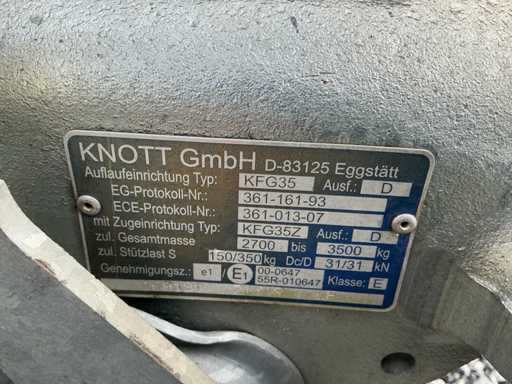 KNOTT GmbH D-83125 Eggstätt
Auflaufeinrichtung Typ: KFG35 Ausf.: D
EG-Protokoll-Nr.: 361-161-93
ECE-Protokoll-Nr.: 361-013-07
mit Zugeinrichtung Typ: KFG35Z Ausf.: D
zul. Gesamtmasse 2700 bis 3500 kg
zul. Stützlast S 150/350 kg Dc/D 31/31 kN
Genehmigungsz.: e1 / E1 00-0647
55R-010647 Klasse: E